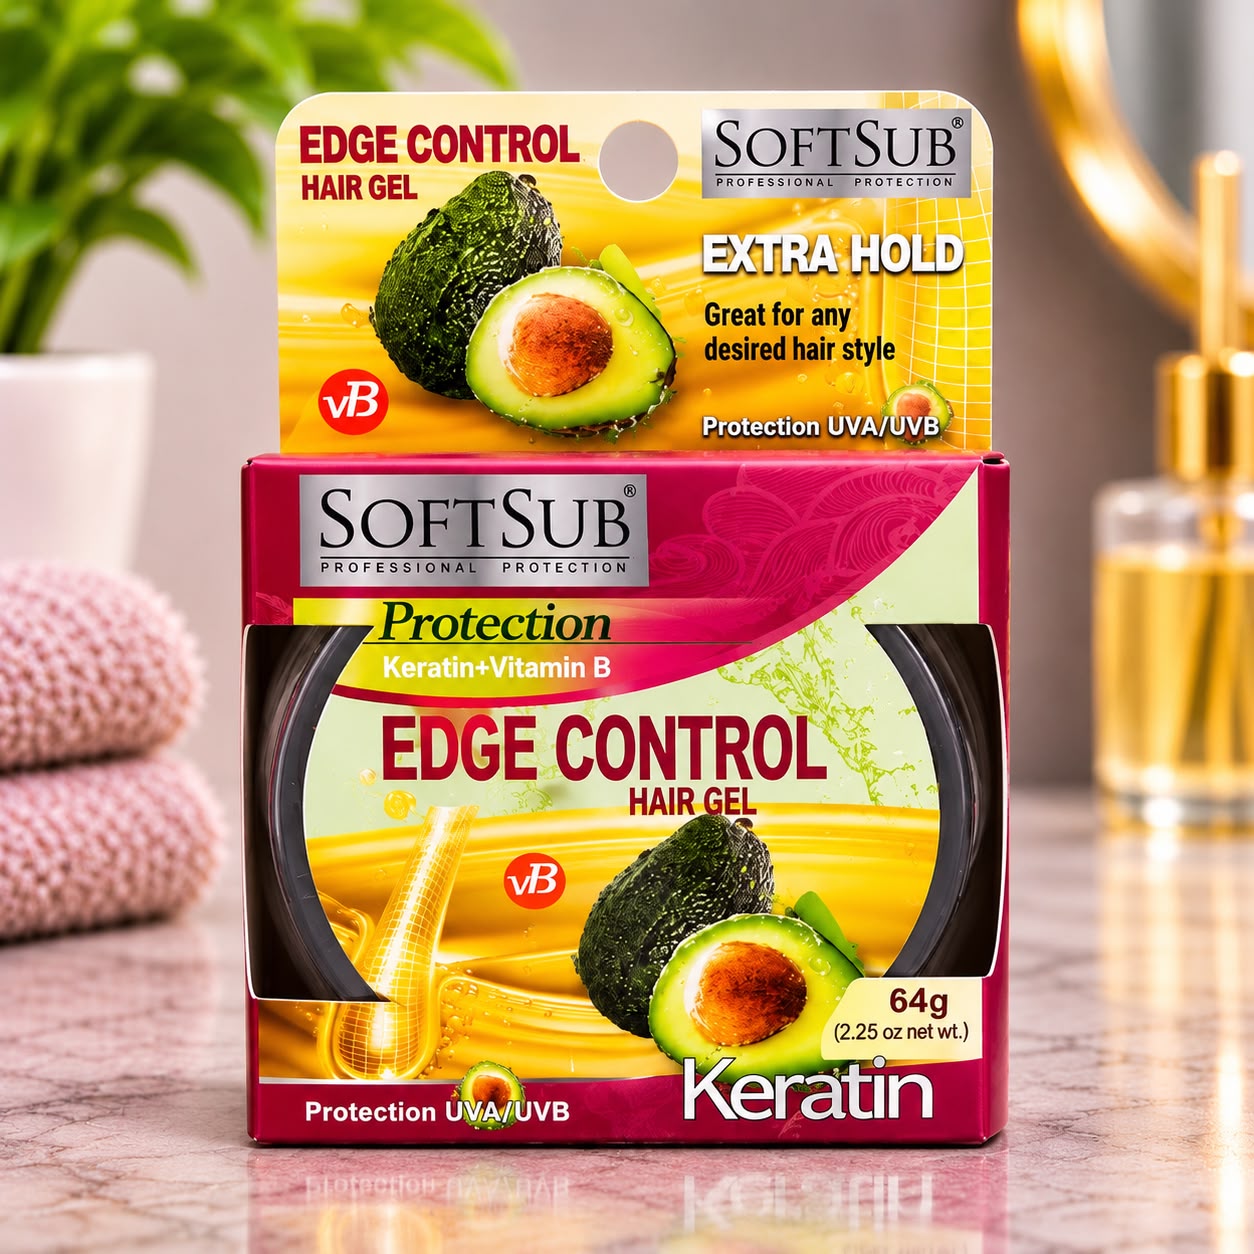 EDGE CONTROL
HAIR GEL
SOFTSUB®
PROFESSIONAL PROTECTION
EXTRA HOLD
Great for any
desired hair style
vB
Protection UVA/UVB
SOFTSUB®
PROFESSIONAL PROTECTION
Protection
Keratin+Vitamin B
EDGE CONTROL
HAIR GEL
vB
64g
(2.25 oz net wt.)
Keratin
Protection UVA/UVB